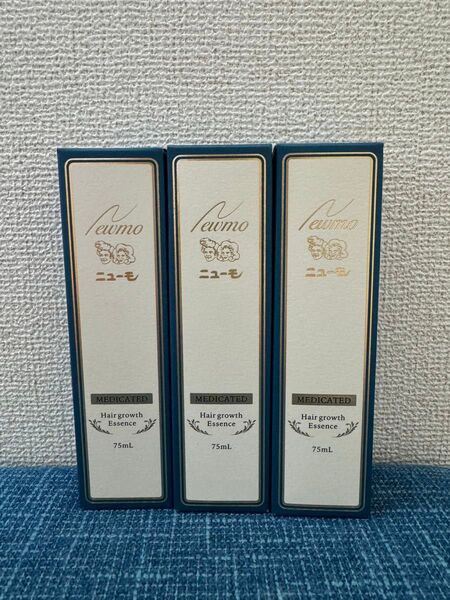 Newmo
ニューモ
MEDICATED
Hair growth
Essence
75mL
Newmo
ニューモ
MEDICATED
Hair growth
Essence
75mL
Newmo
ニューモ
MEDICATED
Hair growth
Essence
75mL